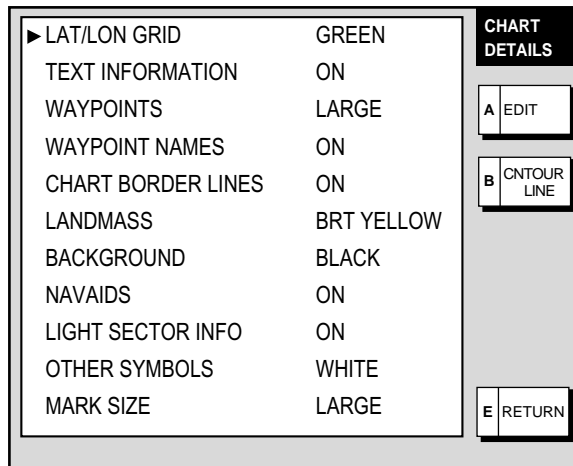 ►LAT/LON GRID GREEN
TEXT INFORMATION ON
WAYPOINTS LARGE
WAYPOINT NAMES ON
CHART BORDER LINES ON
LANDMASS BRT YELLOW
BACKGROUND BLACK
NAVAIDS ON
LIGHT SECTOR INFO ON
OTHER SYMBOLS WHITE
MARK SIZE LARGE
CHART
DETAILS
A EDIT
B CNTOUR
LINE
E RETURN